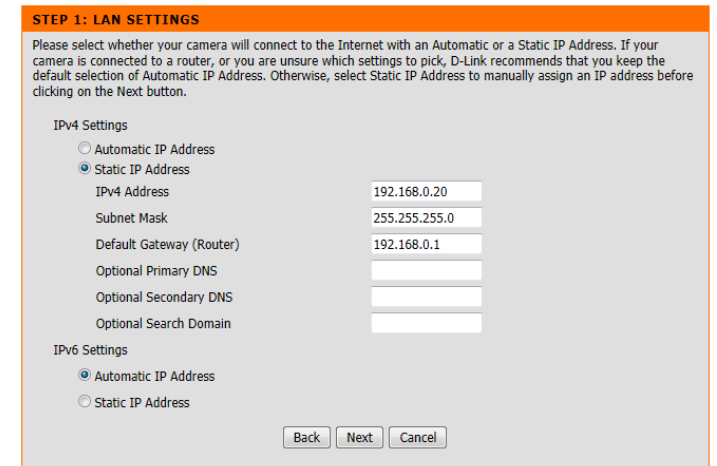 STEP 1: LAN SETTINGS
Please select whether your camera will connect to the Internet with an Automatic or a Static IP Address. If your
camera is connected to a router, or you are unsure which settings to pick, D-Link recommends that you keep the
default selection of Automatic IP Address. Otherwise, select Static IP Address to manually assign an IP address before
clicking on the Next button.
IPv4 Settings
Automatic IP Address
Static IP Address
IPv4 Address 192.168.0.20
Subnet Mask 255.255.255.0
Default Gateway (Router) 192.168.0.1
Optional Primary DNS
Optional Secondary DNS
Optional Search Domain
IPv6 Settings
Automatic IP Address
Static IP Address
Back Next Cancel